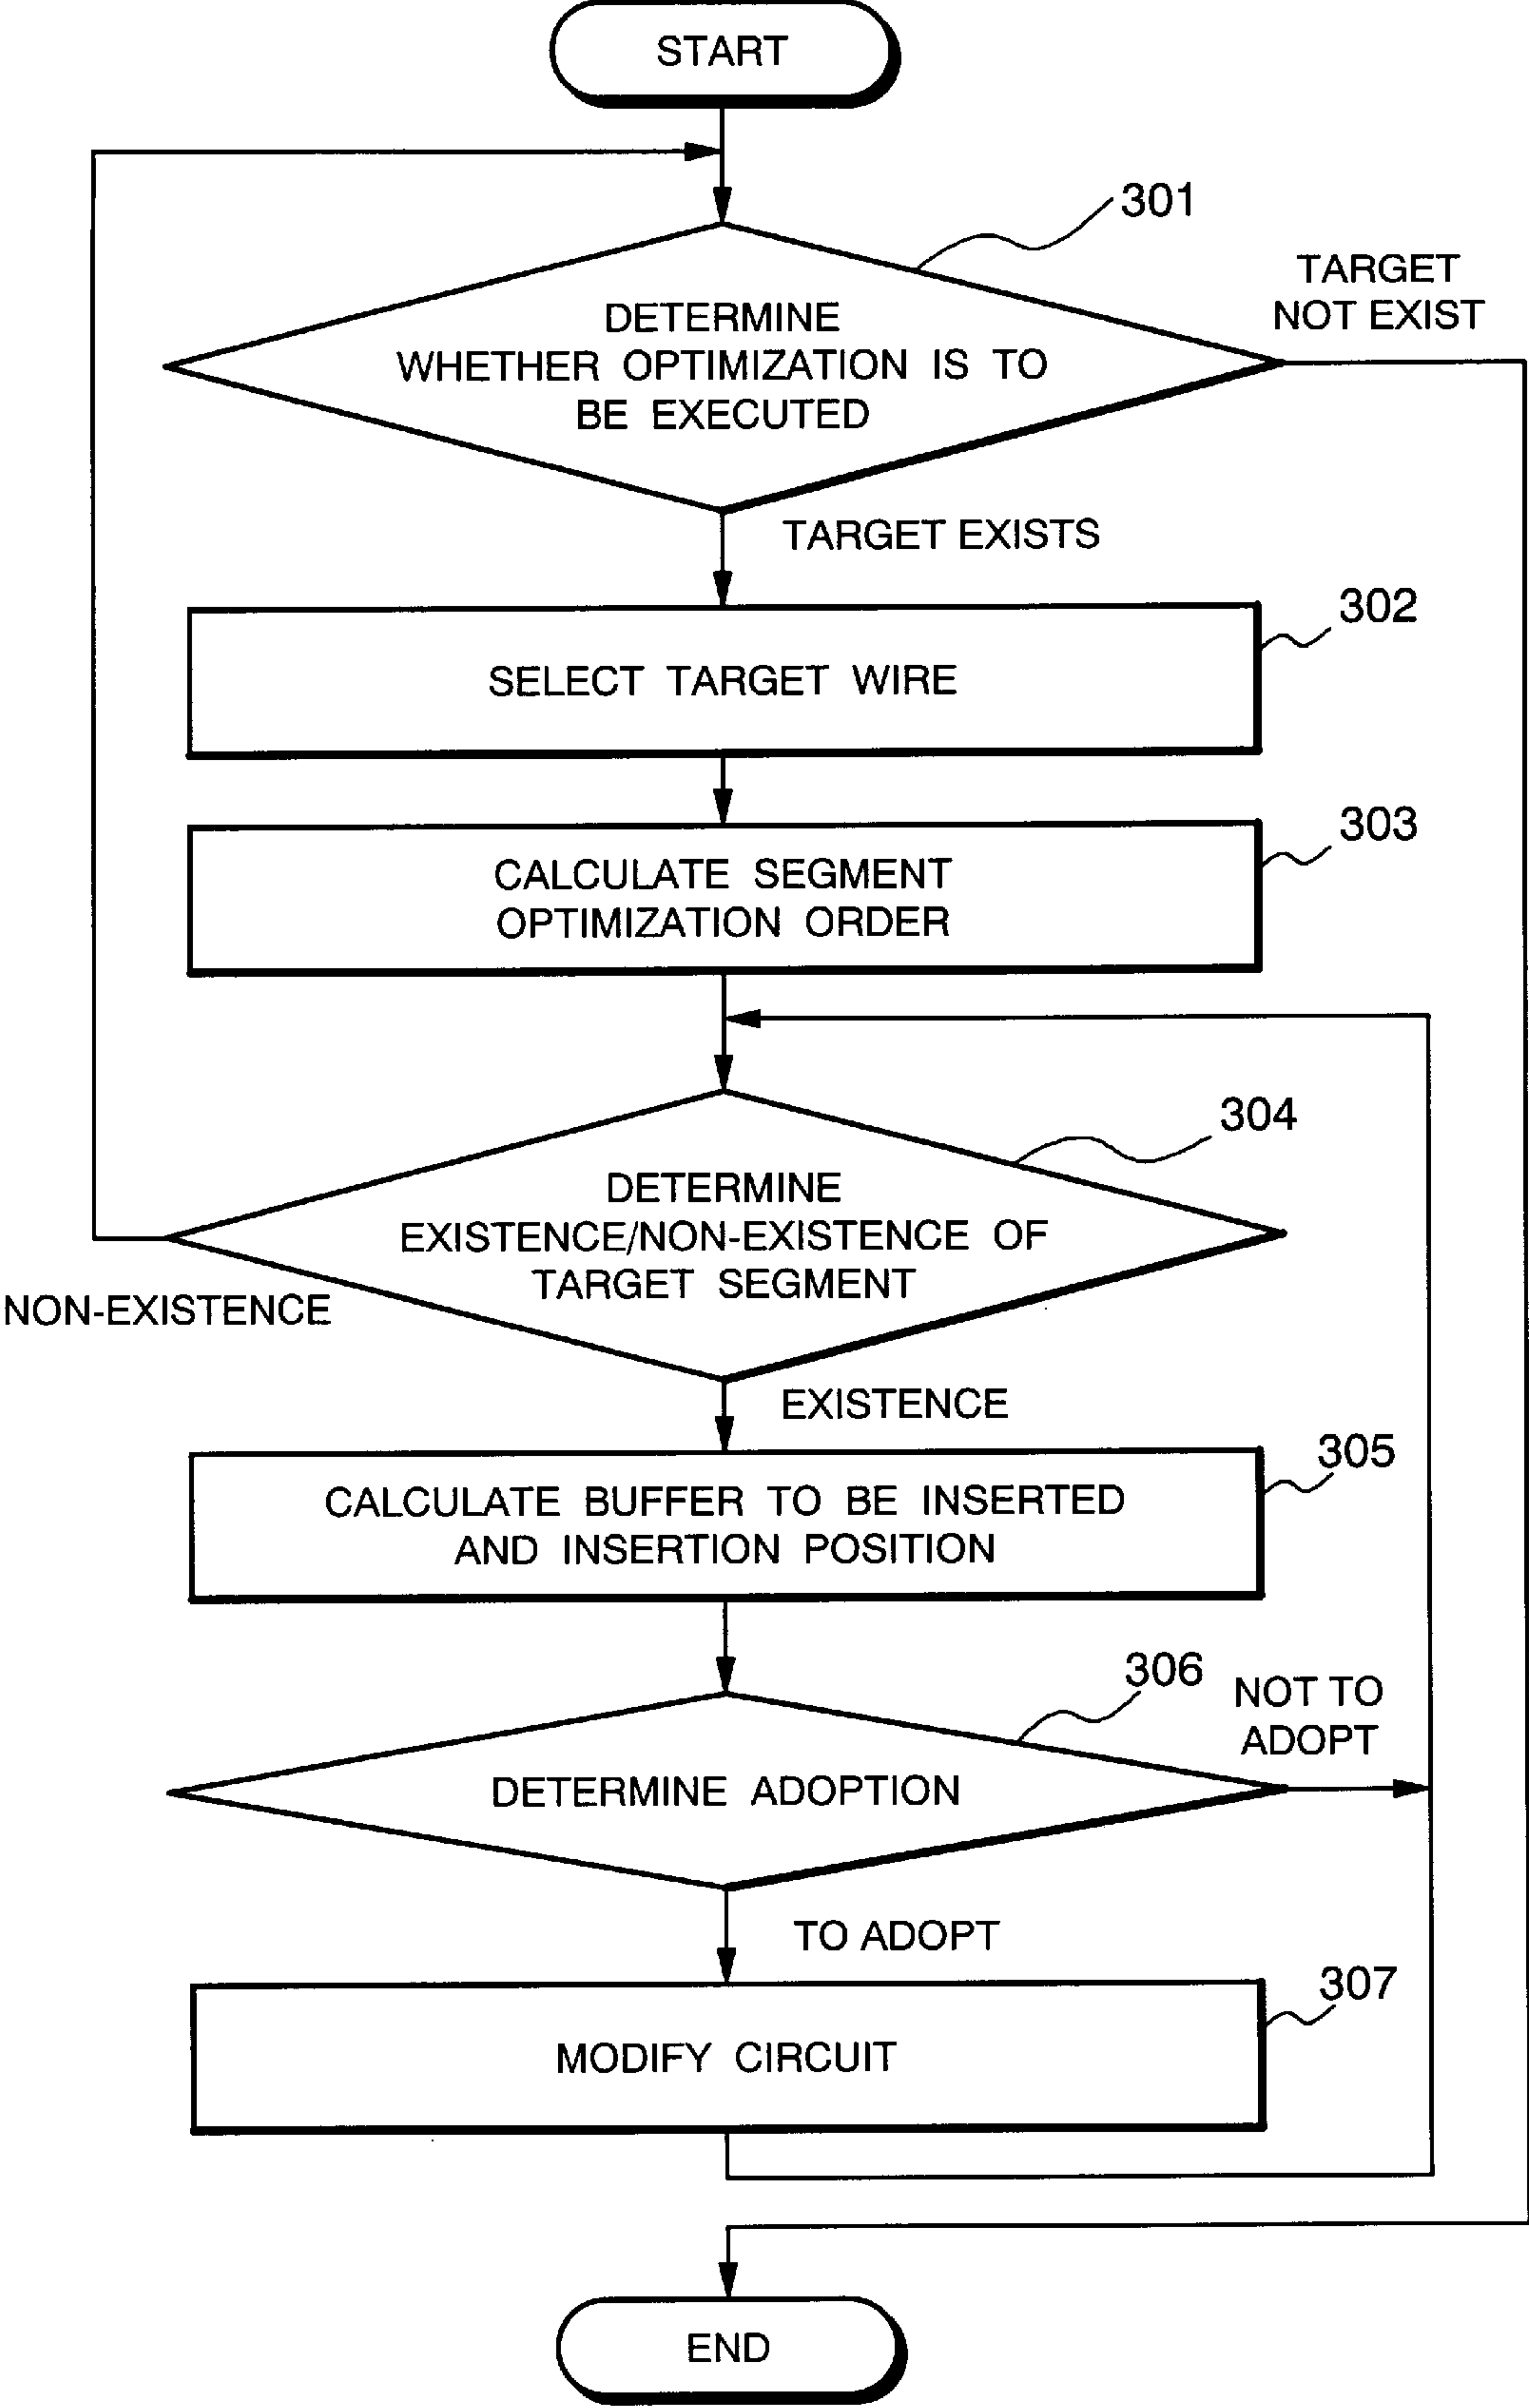 START
301
TARGET
NOT EXIST
DETERMINE
WHETHER OPTIMIZATION IS TO
BE EXECUTED
TARGET EXISTS
302
SELECT TARGET WIRE
303
CALCULATE SEGMENT
OPTIMIZATION ORDER
304
DETERMINE
EXISTENCE/NON-EXISTENCE OF
TARGET SEGMENT
NON-EXISTENCE
EXISTENCE
305
CALCULATE BUFFER TO BE INSERTED
AND INSERTION POSITION
306
NOT TO
ADOPT
DETERMINE ADOPTION
TO ADOPT
307
MODIFY CIRCUIT
END